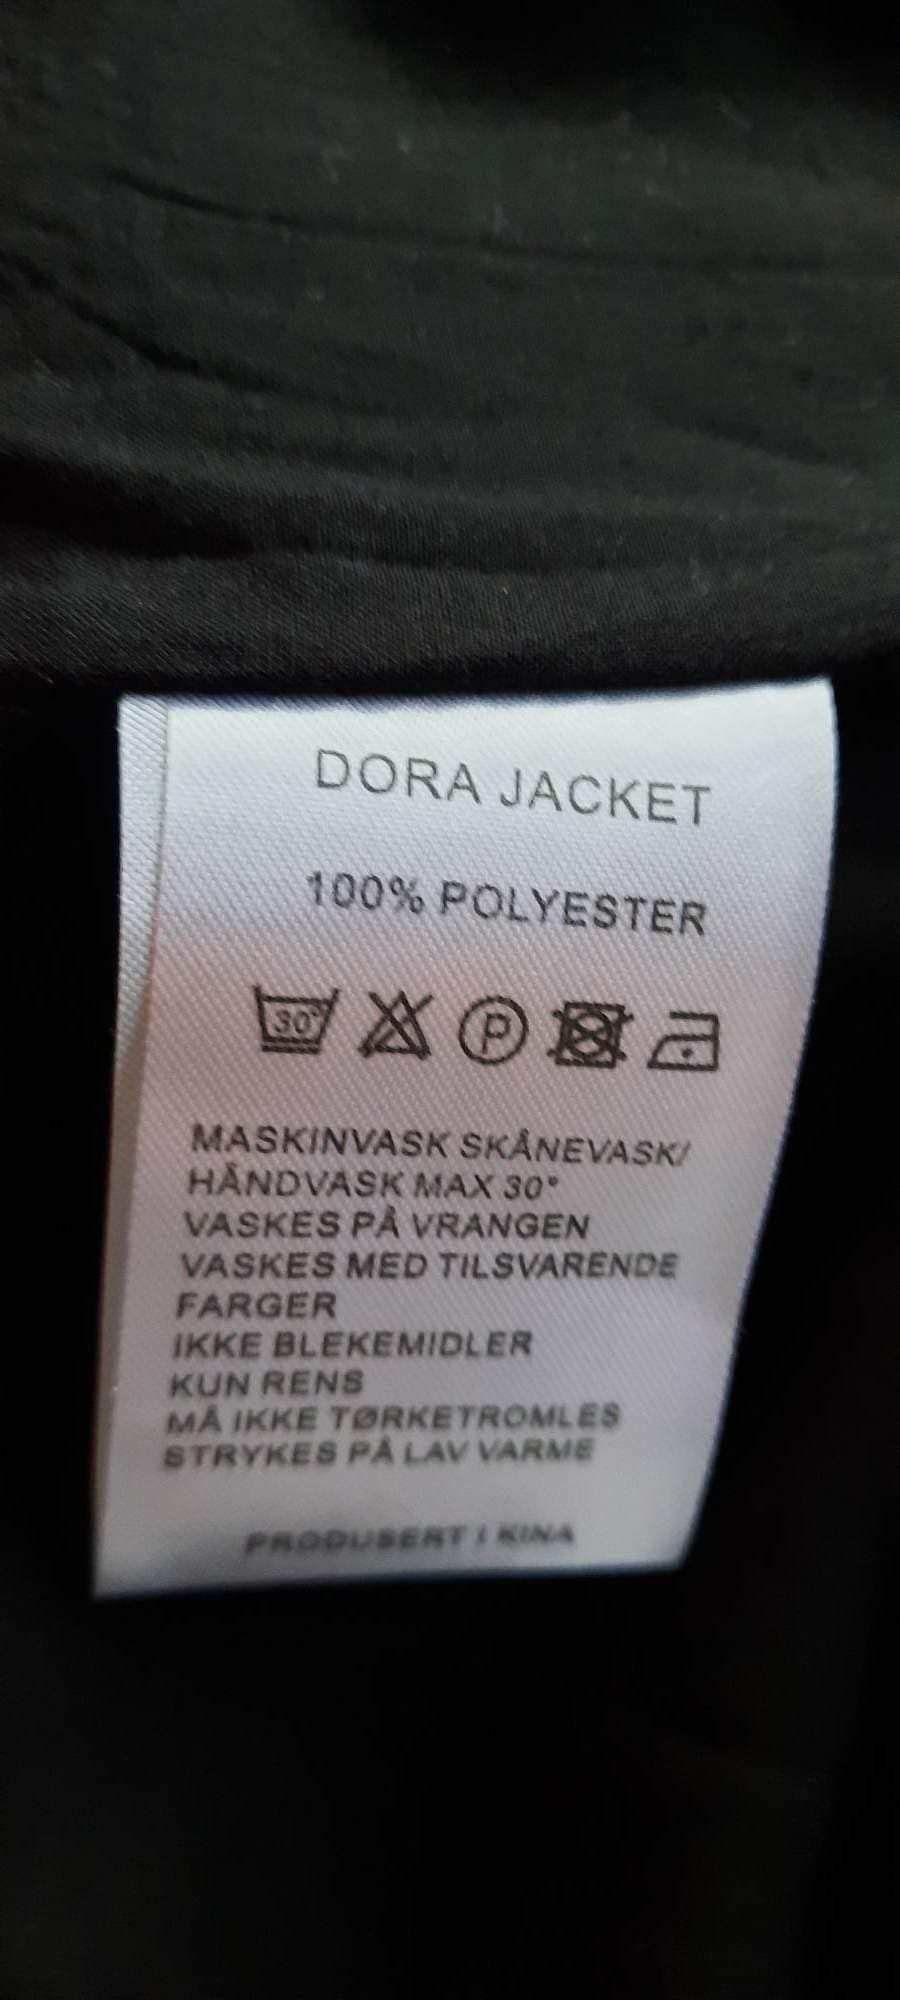 DORA JACKET
100% POLYESTER
30° P
MASKINVASK SKÅNEVASK/
HÅNDVASK MAX 30°
VASKES PÅ VRANGEN
VASKES MED TILSVARENDE
FARGER
IKKE BLEKEMIDLER
KUN RENS
MÅ IKKE TØRKETROMLES
STRYKES PÅ LAV VARME
PRODUSERT I KINA